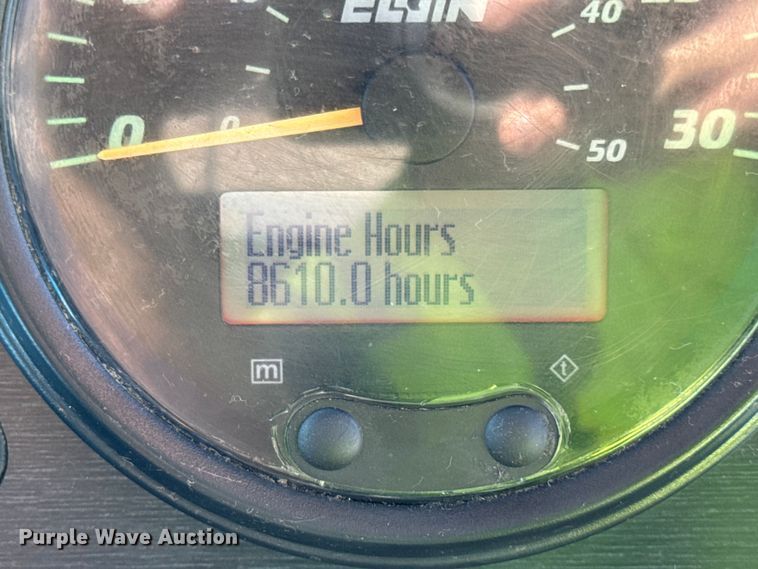 ELGIN
40
0
0
50
30
Engine Hours
8610.0 hours
m
t
Purple Wave Auction